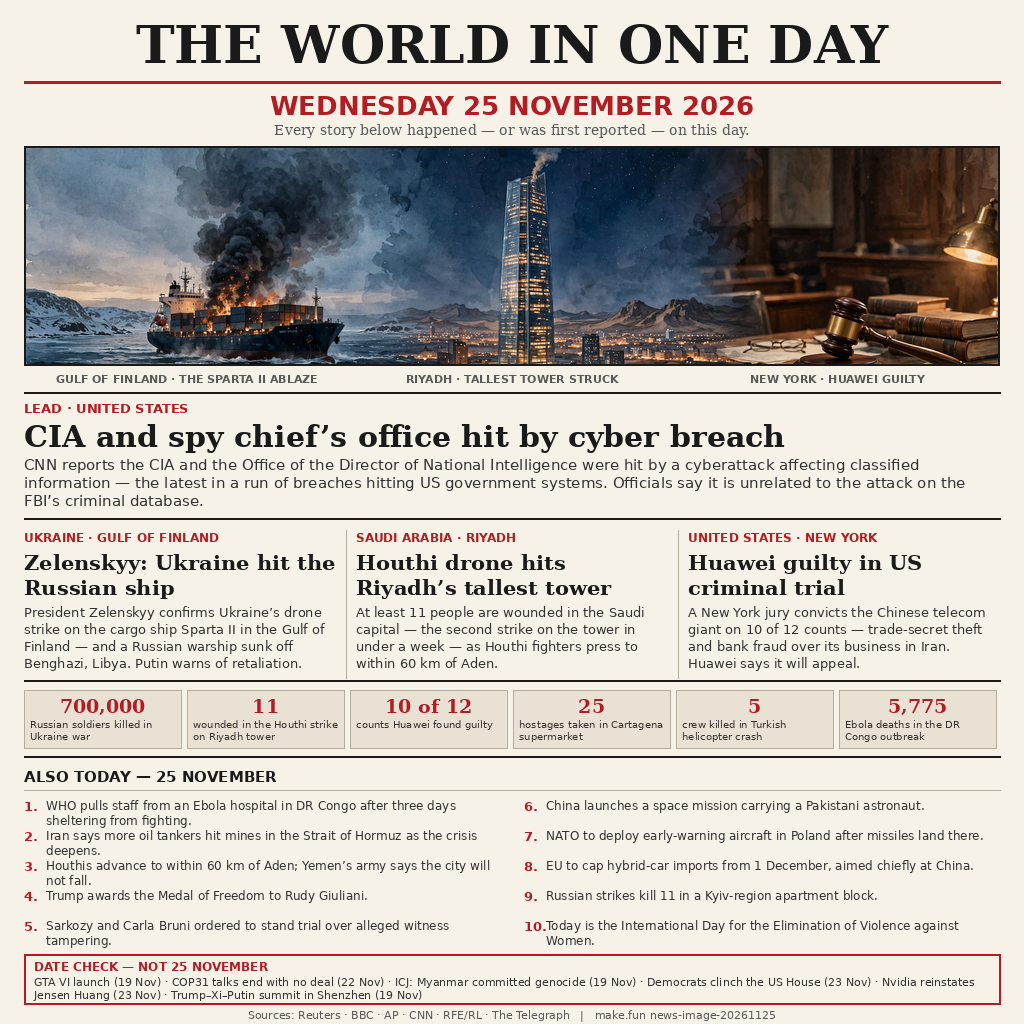 THE WORLD IN ONE DAY
WEDNESDAY 25 NOVEMBER 2026
Every story below happened — or was first reported — on this day.
GULF OF FINLAND · THE SPARTA II ABLAZE
RIYADH · TALLEST TOWER STRUCK
NEW YORK · HUAWEI GUILTY
LEAD · UNITED STATES
CIA and spy chief’s office hit by cyber breach
CNN reports the CIA and the Office of the Director of National Intelligence were hit by a cyberattack affecting classified
information — the latest in a run of breaches hitting US government systems. Officials say it is unrelated to the attack on the
FBI’s criminal database.
UKRAINE · GULF OF FINLAND
Zelenskyy: Ukraine hit the
Russian ship
President Zelenskyy confirms Ukraine’s drone
strike on the cargo ship Sparta II in the Gulf of
Finland — and a Russian warship sunk off
Benghazi, Libya. Putin warns of retaliation.
SAUDI ARABIA · RIYADH
Houthi drone hits
Riyadh’s tallest tower
At least 11 people are wounded in the Saudi
capital — the second strike on the tower in
under a week — as Houthi fighters press to
within 60 km of Aden.
UNITED STATES · NEW YORK
Huawei guilty in US
criminal trial
A New York jury convicts the Chinese telecom
giant on 10 of 12 counts — trade-secret theft
and bank fraud over its business in Iran.
Huawei says it will appeal.
700,000
Russian soldiers killed in
Ukraine war
11
wounded in the Houthi strike
on Riyadh tower
10 of 12
counts Huawei found guilty
25
hostages taken in Cartagena
supermarket
5
crew killed in Turkish
helicopter crash
5,775
Ebola deaths in the DR
Congo outbreak
ALSO TODAY — 25 NOVEMBER
1. WHO pulls staff from an Ebola hospital in DR Congo after three days
sheltering from fighting.
2. Iran says more oil tankers hit mines in the Strait of Hormuz as the crisis
deepens.
3. Houthis advance to within 60 km of Aden; Yemen’s army says the city will
not fall.
4. Trump awards the Medal of Freedom to Rudy Giuliani.
5. Sarkozy and Carla Bruni ordered to stand trial over alleged witness
tampering.
6. China launches a space mission carrying a Pakistani astronaut.
7. NATO to deploy early-warning aircraft in Poland after missiles land there.
8. EU to cap hybrid-car imports from 1 December, aimed chiefly at China.
9. Russian strikes kill 11 in a Kyiv-region apartment block.
10. Today is the International Day for the Elimination of Violence against
Women.
DATE CHECK — NOT 25 NOVEMBER
GTA VI launch (19 Nov) · COP31 talks end with no deal (22 Nov) · ICJ: Myanmar committed genocide (19 Nov) · Democrats clinch the US House (23 Nov) · Nvidia reinstates
Jensen Huang (23 Nov) · Trump–Xi–Putin summit in Shenzhen (19 Nov)
Sources: Reuters · BBC · AP · CNN · RFE/RL · The Telegraph | make.fun news-image-20261125